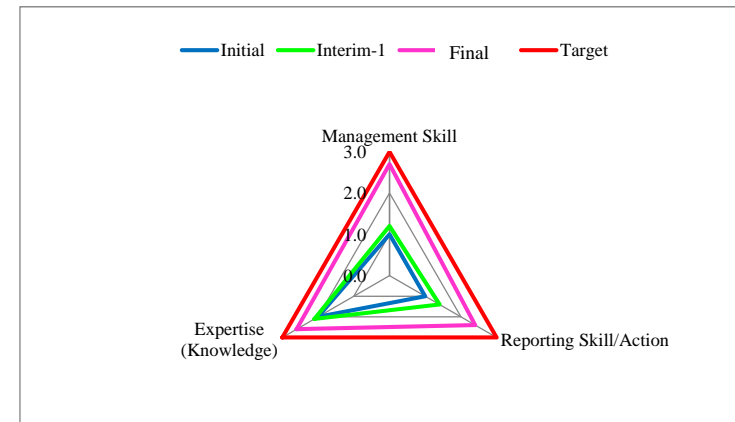 Initial Interim-1 Final Target
Management Skill
3.0
2.0
1.0
0.0
Expertise
(Knowledge)
Reporting Skill/Action